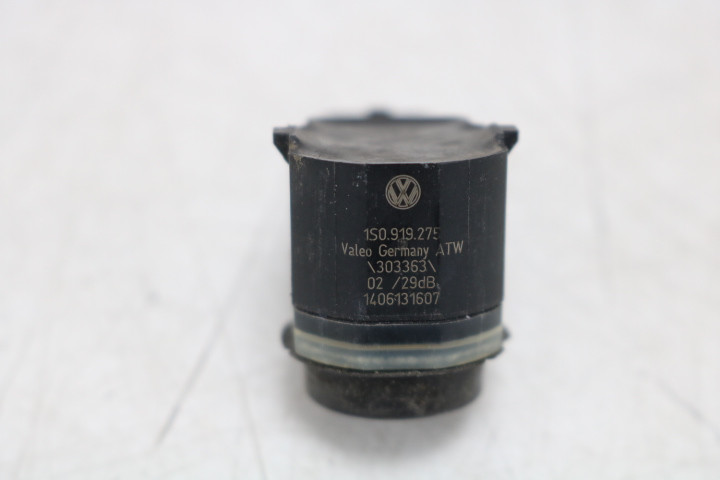 1S0.919.275
Valeo Germany ATW
\303363\
02 /29dB\
1406131607